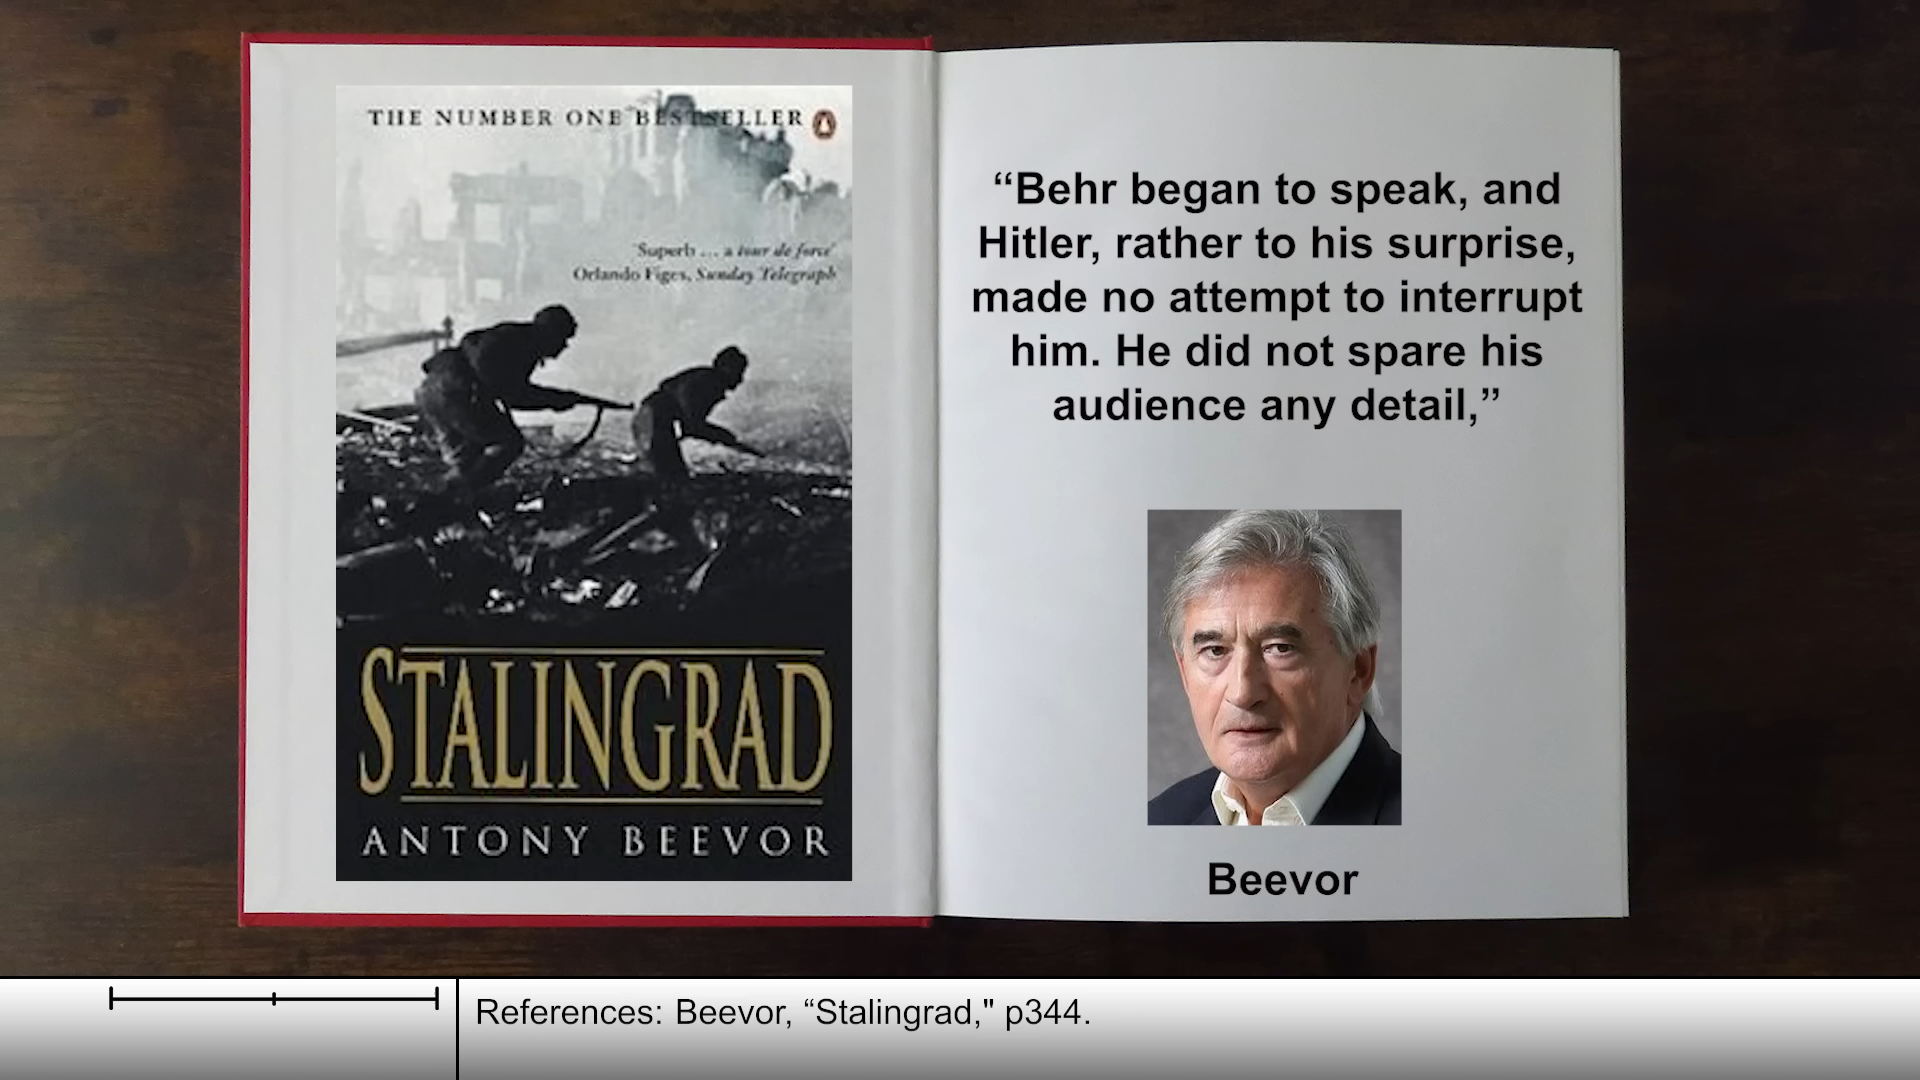 THE NUMBER ONE BESTSELLER
'Superb ... a tour de force'
Orlando Figes, Sunday Telegraph
STALINGRAD
ANTONY BEEVOR
“Behr began to speak, and
Hitler, rather to his surprise,
made no attempt to interrupt
him. He did not spare his
audience any detail,”
Beevor
References: Beevor, “Stalingrad," p344.